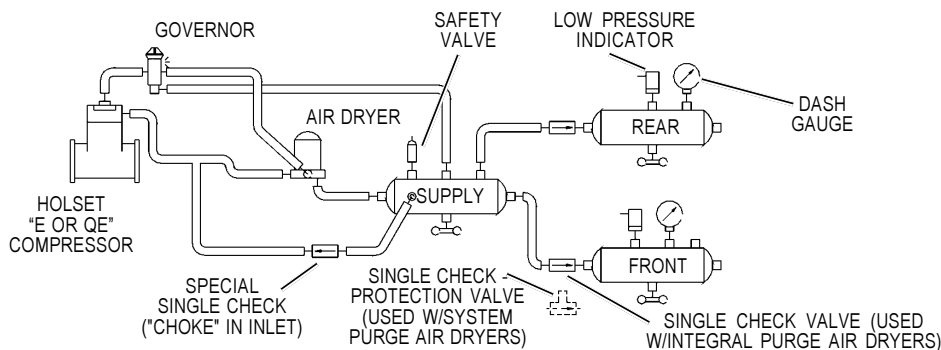 GOVERNOR
SAFETY
VALVE
LOW PRESSURE
INDICATOR
AIR DRYER
REAR
DASH
GAUGE
SUPPLY
HOLSET
"E OR QE"
COMPRESSOR
FRONT
SPECIAL
SINGLE CHECK
("CHOKE" IN INLET)
SINGLE CHECK -
PROTECTION VALVE
(USED W/SYSTEM
PURGE AIR DRYERS)
SINGLE CHECK VALVE (USED
W/INTEGRAL PURGE AIR DRYERS)